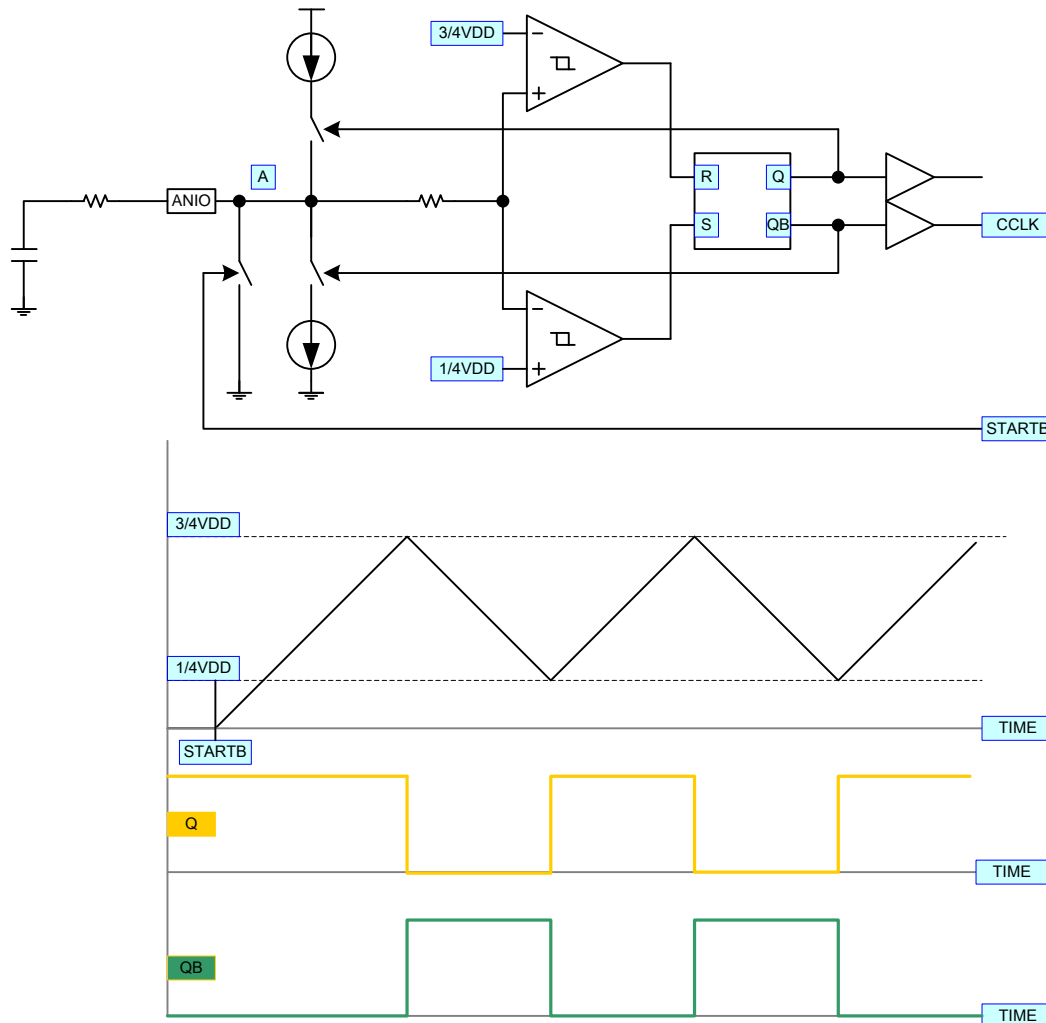 3/4VDD
−
+
A
ANIO
R
Q
S
QB
CCLK
−
+
1/4VDD
STARTB
3/4VDD
1/4VDD
TIME
STARTB
Q
TIME
QB
TIME